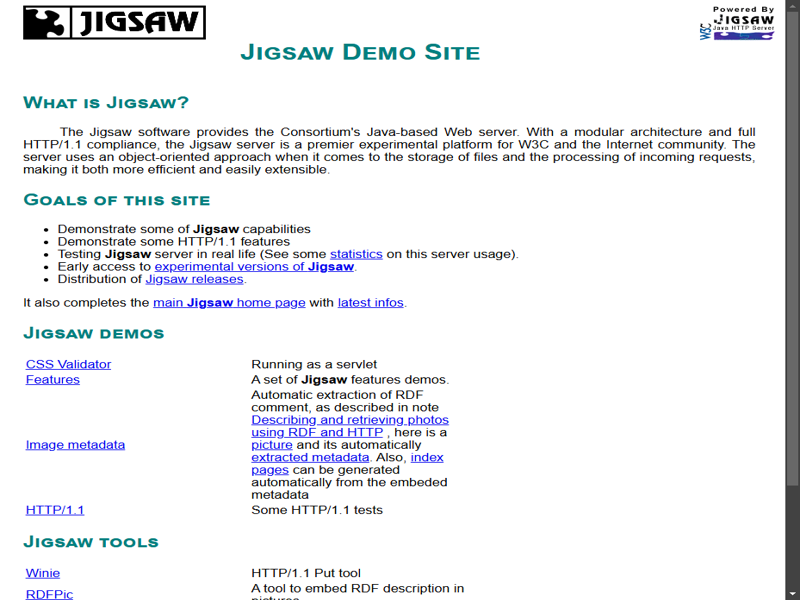 JIGSAW
Powered By
JIGSAW
Java HTTP Server
W3C
Jigsaw Demo Site
What is Jigsaw?
The Jigsaw software provides the Consortium's Java-based Web server. With a modular architecture and full
HTTP/1.1 compliance, the Jigsaw server is a premier experimental platform for W3C and the Internet community. The
server uses an object-oriented approach when it comes to the storage of files and the processing of incoming requests,
making it both more efficient and easily extensible.
Goals of this site
Demonstrate some of Jigsaw capabilities
Demonstrate some HTTP/1.1 features
Testing Jigsaw server in real life (See some statistics on this server usage).
Early access to experimental versions of Jigsaw.
Distribution of Jigsaw releases.
It also completes the main Jigsaw home page with latest infos.
Jigsaw demos
CSS Validator Running as a servlet
Features A set of Jigsaw features demos.
Automatic extraction of RDF
comment, as described in note
Describing and retrieving photos
using RDF and HTTP , here is a
Image metadata picture and its automatically
extracted metadata. Also, index
pages can be generated
automatically from the embeded
metadata
HTTP/1.1 Some HTTP/1.1 tests
Jigsaw tools
Winie HTTP/1.1 Put tool
RDFPic A tool to embed RDF description in
pictures